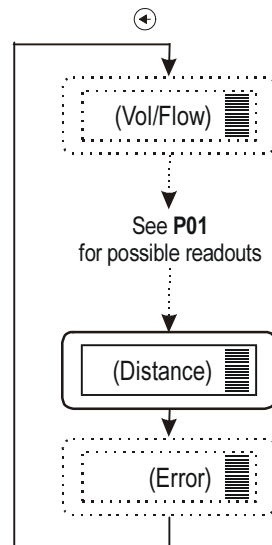 (Vol/Flow)
See P01
for possible readouts
(Distance)
(Error)